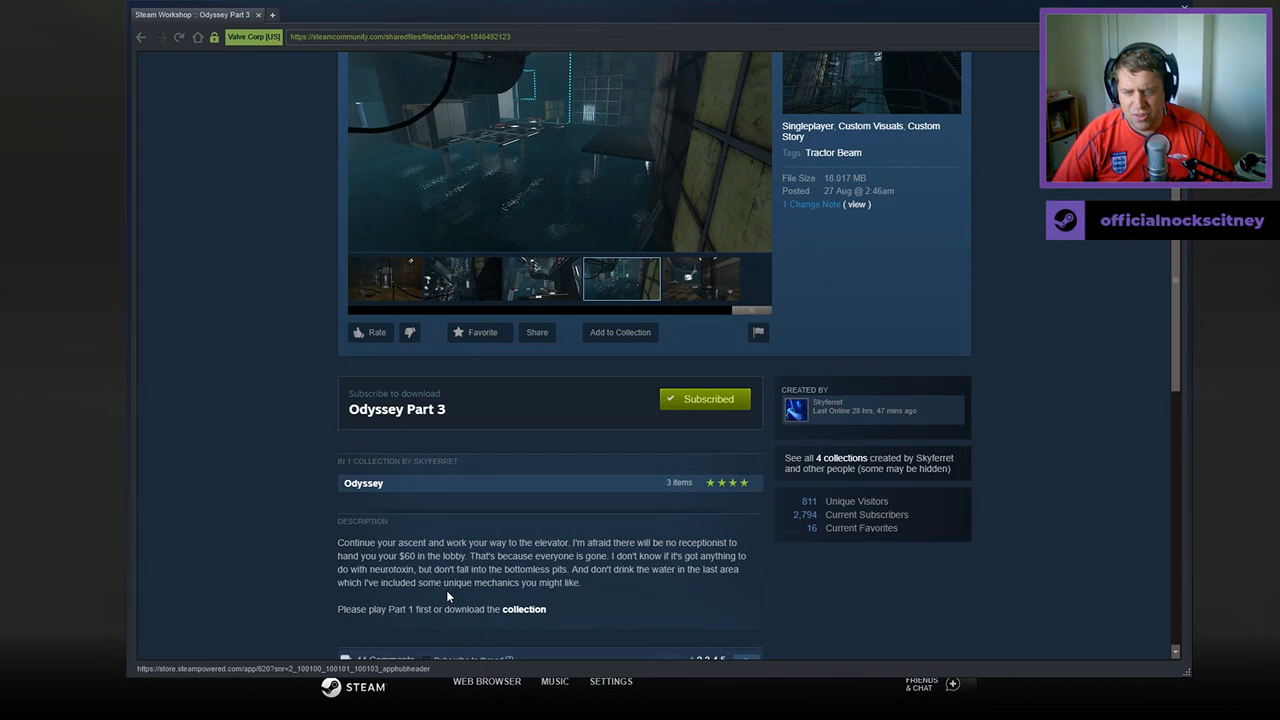 Steam Workshop :: Odyssey Part 3
Valve Corp [US]
https://steamcommunity.com/sharedfiles/filedetails/?id=1846492123
Singleplayer, Custom Visuals, Custom
Story
Tags: Tractor Beam
File Size 18.017 MB
Posted 27 Aug @ 2:46am
1 Change Note ( view )
officialnockscitney
Rate
Favorite
Share
Add to Collection
Subscribe to download
Odyssey Part 3
Subscribed
CREATED BY
Skyferret
Last Online 28 hrs, 47 mins ago
IN 1 COLLECTION BY SKYFERRET
Odyssey 3 items
See all 4 collections created by Skyferret
and other people (some may be hidden)
811 Unique Visitors
2,794 Current Subscribers
16 Current Favorites
DESCRIPTION
Continue your ascent and work your way to the elevator. I'm afraid there will be no receptionist to
hand you your $60 in the lobby. That's because everyone is gone. I don't know if it's got anything to
do with neurotoxin, but don't fall into the bottomless pits. And don't drink the water in the last area
which I've included some unique mechanics you might like.
Please play Part 1 first or download the collection
Comments
Subscribe to thread
https://store.steampowered.com/app/620?snr=2_100100_100101_100103_apphubheader
STEAM
WEB BROWSER
MUSIC
SETTINGS
FRIENDS
& CHAT